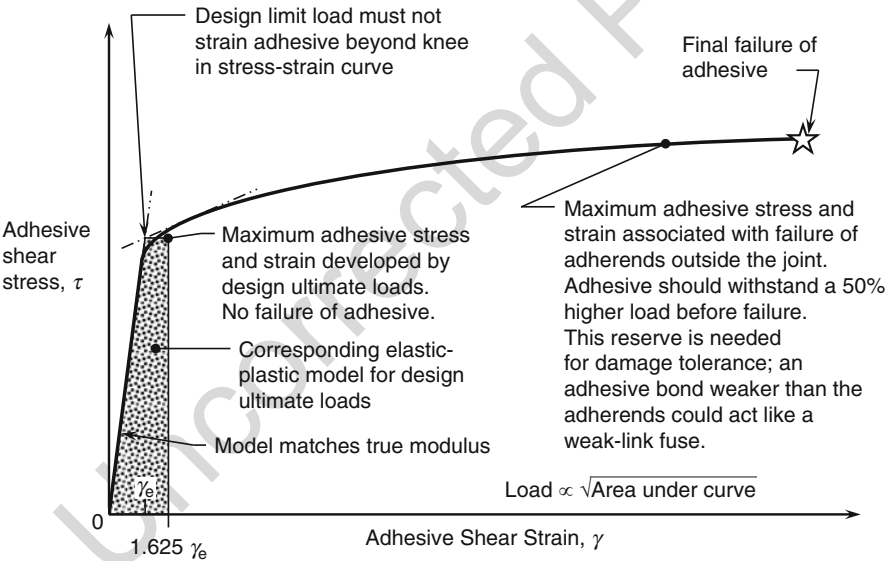 Design limit load must not
strain adhesive beyond knee
in stress-strain curve
Final failure of
adhesive
Adhesive
shear
stress, τ
Maximum adhesive stress
and strain developed by
design ultimate loads.
No failure of adhesive.
Maximum adhesive stress and
strain associated with failure of
adherends outside the joint.
Adhesive should withstand a 50%
higher load before failure.
This reserve is needed
for damage tolerance; an
adhesive bond weaker than the
adherends could act like a
weak-link fuse.
Corresponding elastic-
plastic model for design
ultimate loads
Model matches true modulus
γe
Load ∝ √Area under curve
0
1.625 γe
Adhesive Shear Strain, γ
Uncorrected P